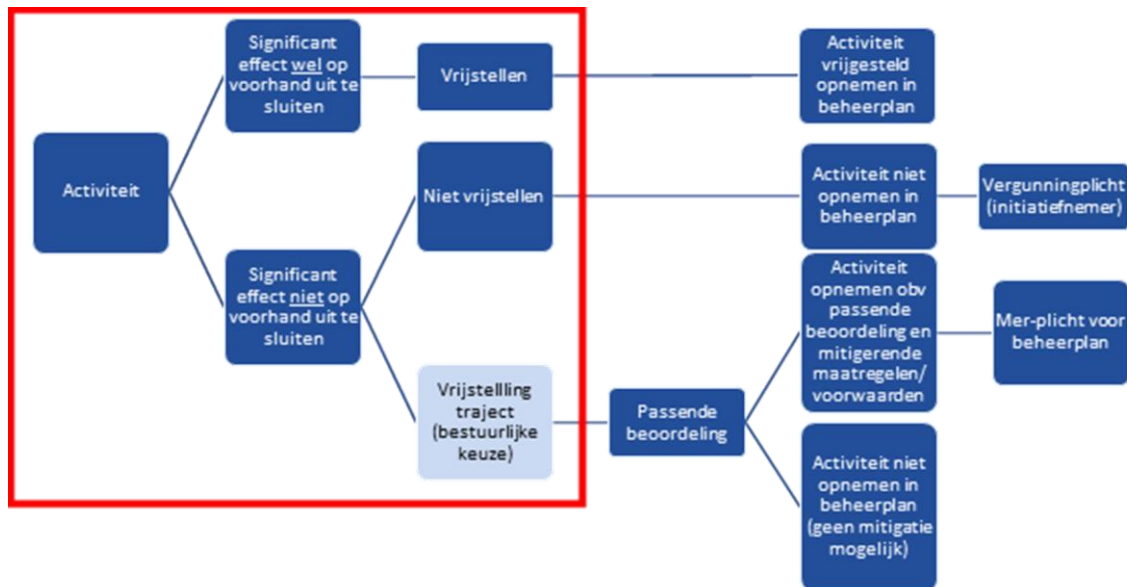 Activiteit
Significant
effect wel op
voorhand uit te
sluiten
Vrijstellen
Activiteit
vrijgesteld
opnemen in
beheerplan
Significant
effect niet op
voorhand uit te
sluiten
Niet vrijstellen
Activiteit niet
opnemen in
beheerplan
Vergunningplicht
(initiatiefnemer)
Vrijstellling
traject
(bestuurlijke
keuze)
Passende
beoordeling
Activiteit
opnemen obv
passende
beoordeling en
mitigerende
maatregelen/
voorwaarden
Mer-plicht voor
beheerplan
Activiteit niet
opnemen in
beheerplan
(geen mitigatie
mogelijk)